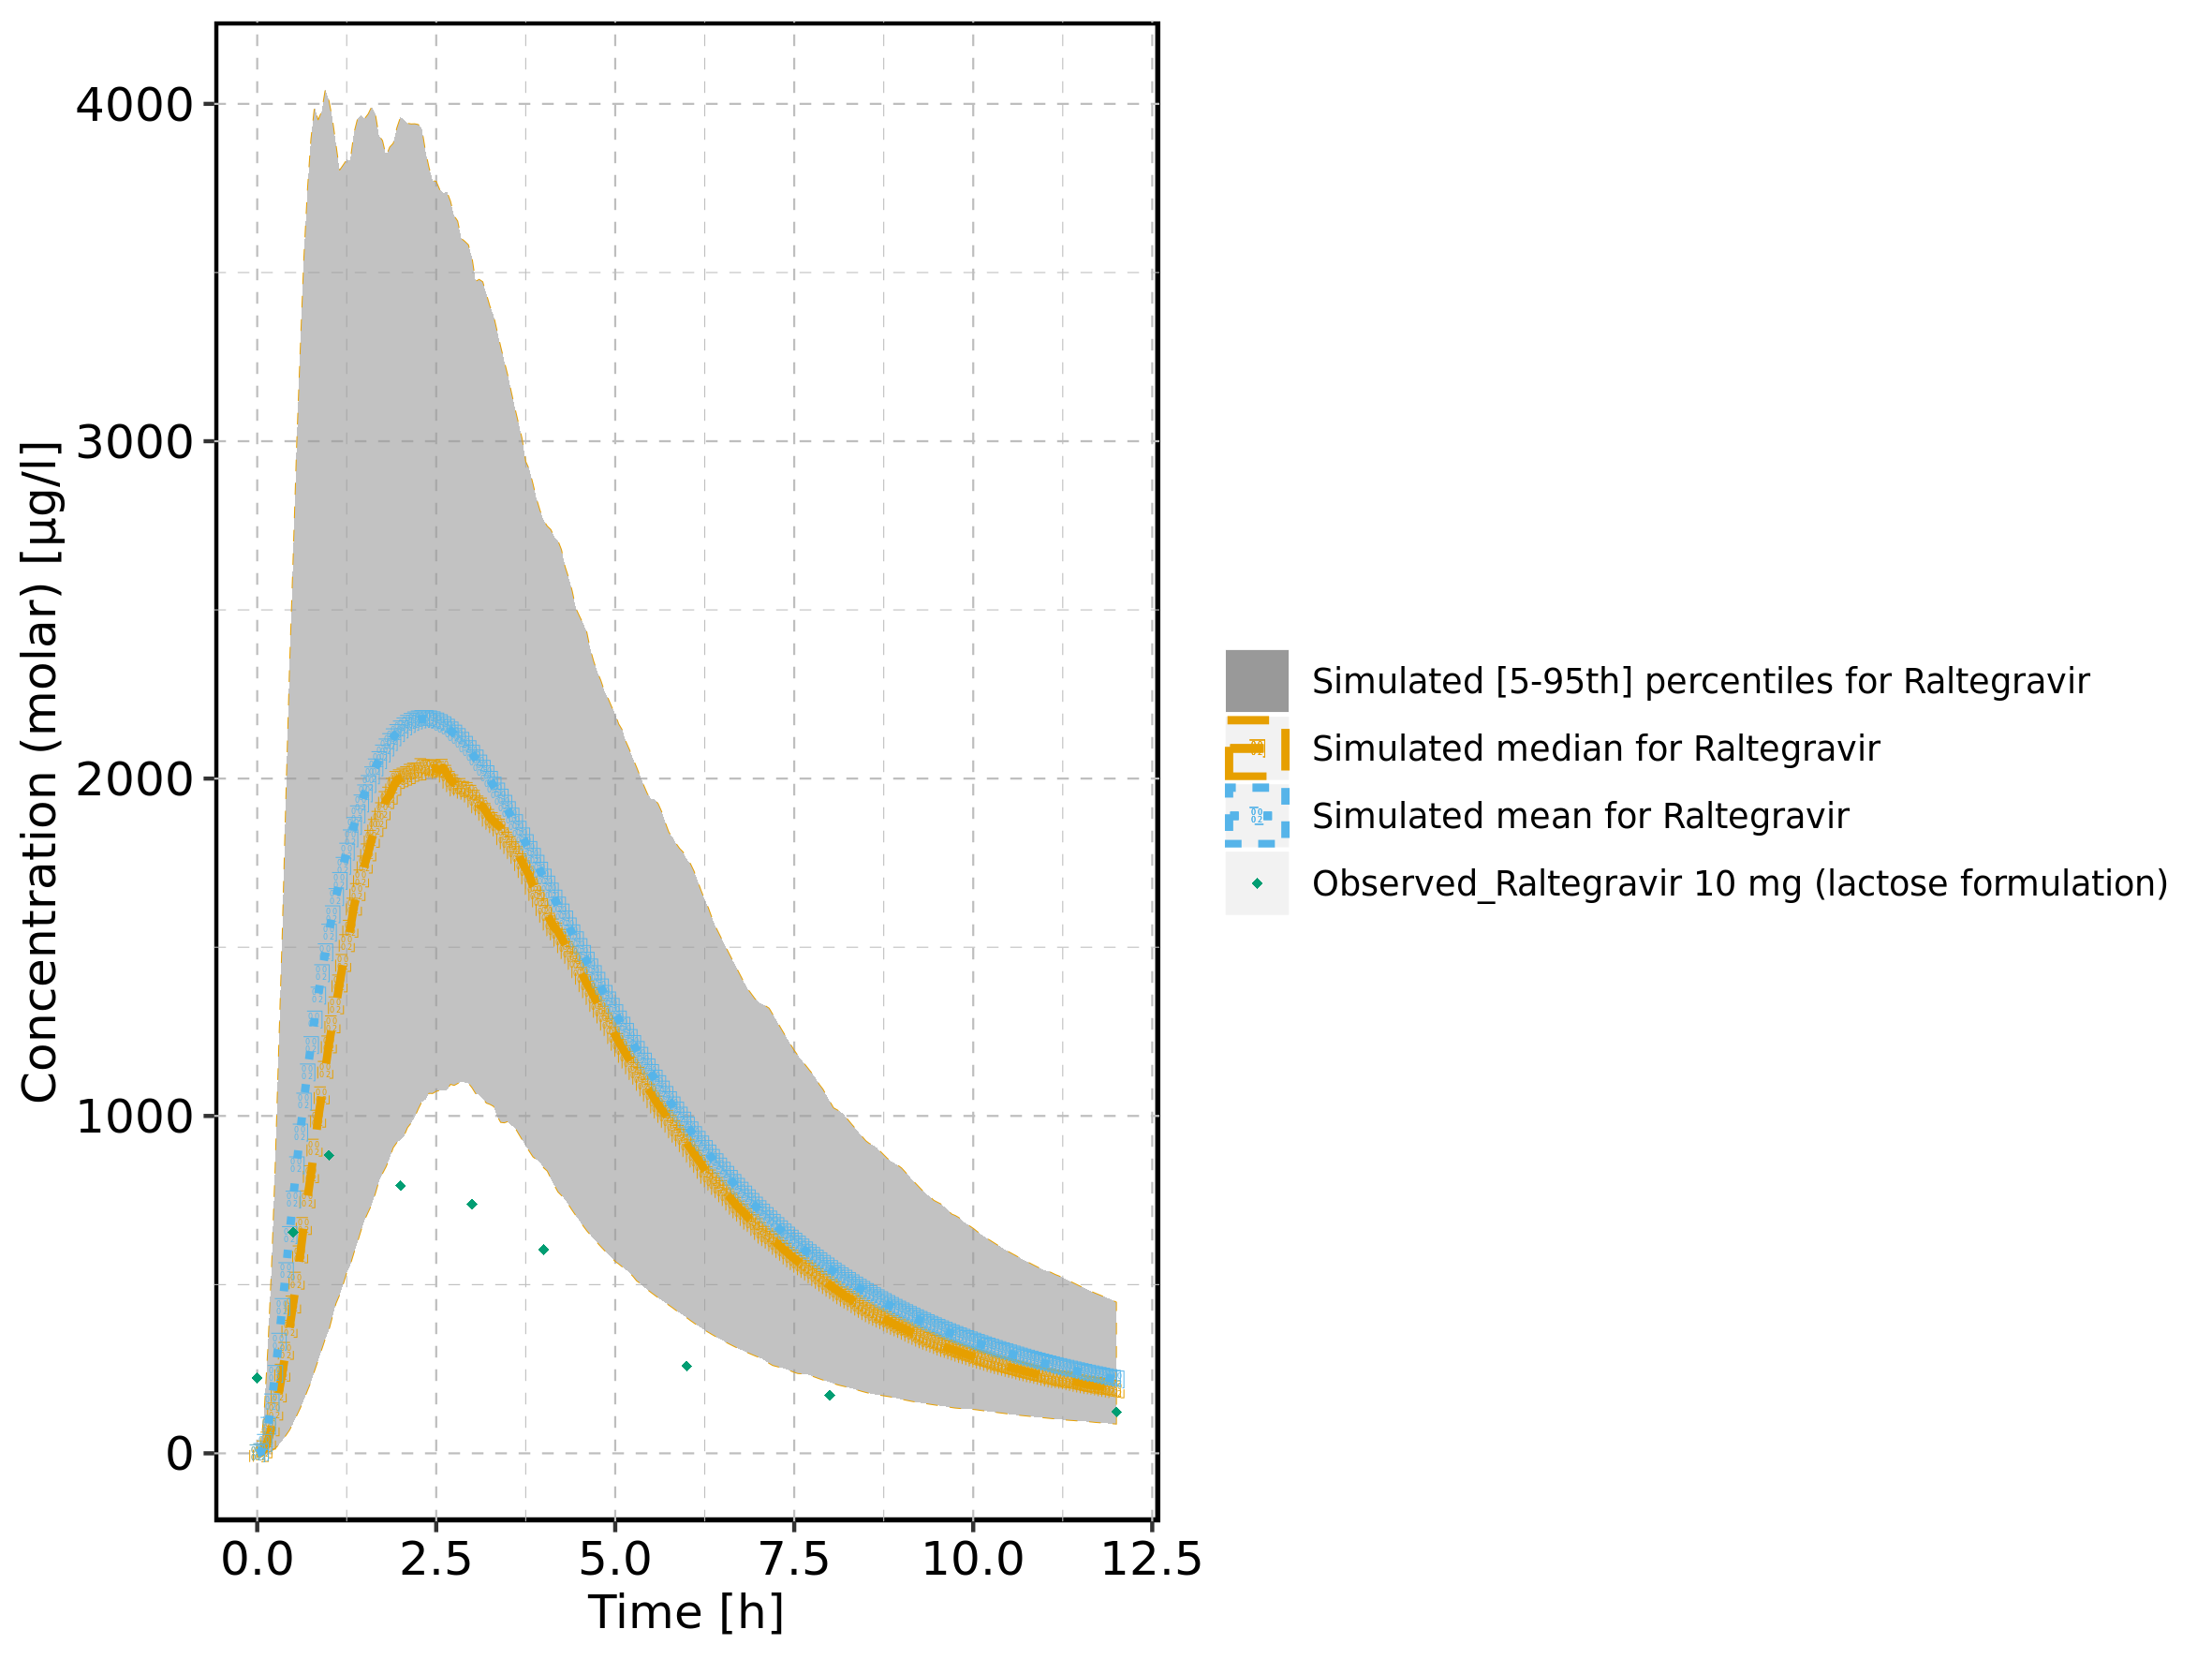 4000
3000
2000
1000
0
Concentration (molar) [µg/l]
0.0 2.5 5.0 7.5 10.0 12.5
Time [h]
Simulated [5-95th] percentiles for Raltegravir
Simulated median for Raltegravir
Simulated mean for Raltegravir
Observed_Raltegravir 10 mg (lactose formulation)